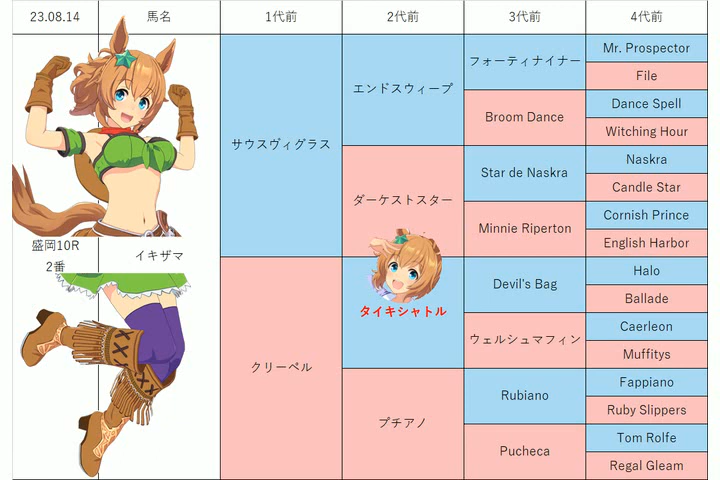 23.08.14 馬名 1代前 2代前 3代前 4代前
盛岡10R
2番
イキザマ
サウスヴィグラス
クリーペル
エンドスウィープ
ダーケストスター
タイキシャトル
プチアノ
フォーティナイナー
Broom Dance
Star de Naskra
Minnie Riperton
Devil's Bag
ウェルシュマフィン
Rubiano
Pucheca
Mr. Prospector
File
Dance Spell
Witching Hour
Naskra
Candle Star
Cornish Prince
English Harbor
Halo
Ballade
Caerleon
Muffitys
Fappiano
Ruby Slippers
Tom Rolfe
Regal Gleam